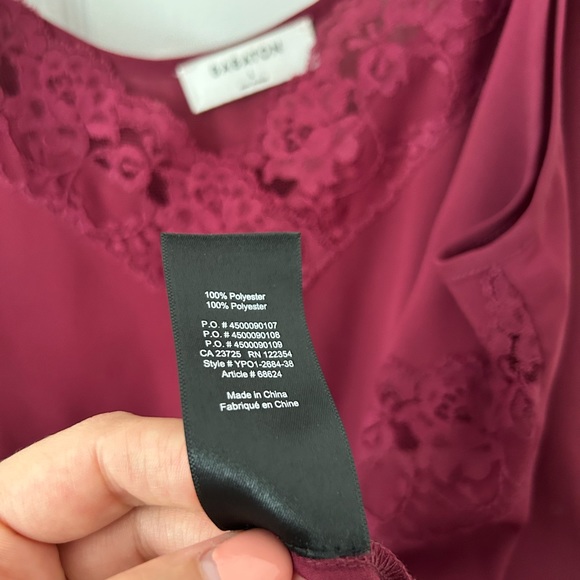 BABATON
100% Polyester
100% Polyester
P.O. # 4500090107
P.O. # 4500090108
P.O. # 4500090109
CA 23725 RN 122354
Style # YPO1-2684-38
Article # 68624
Made in China
Fabriqué en Chine